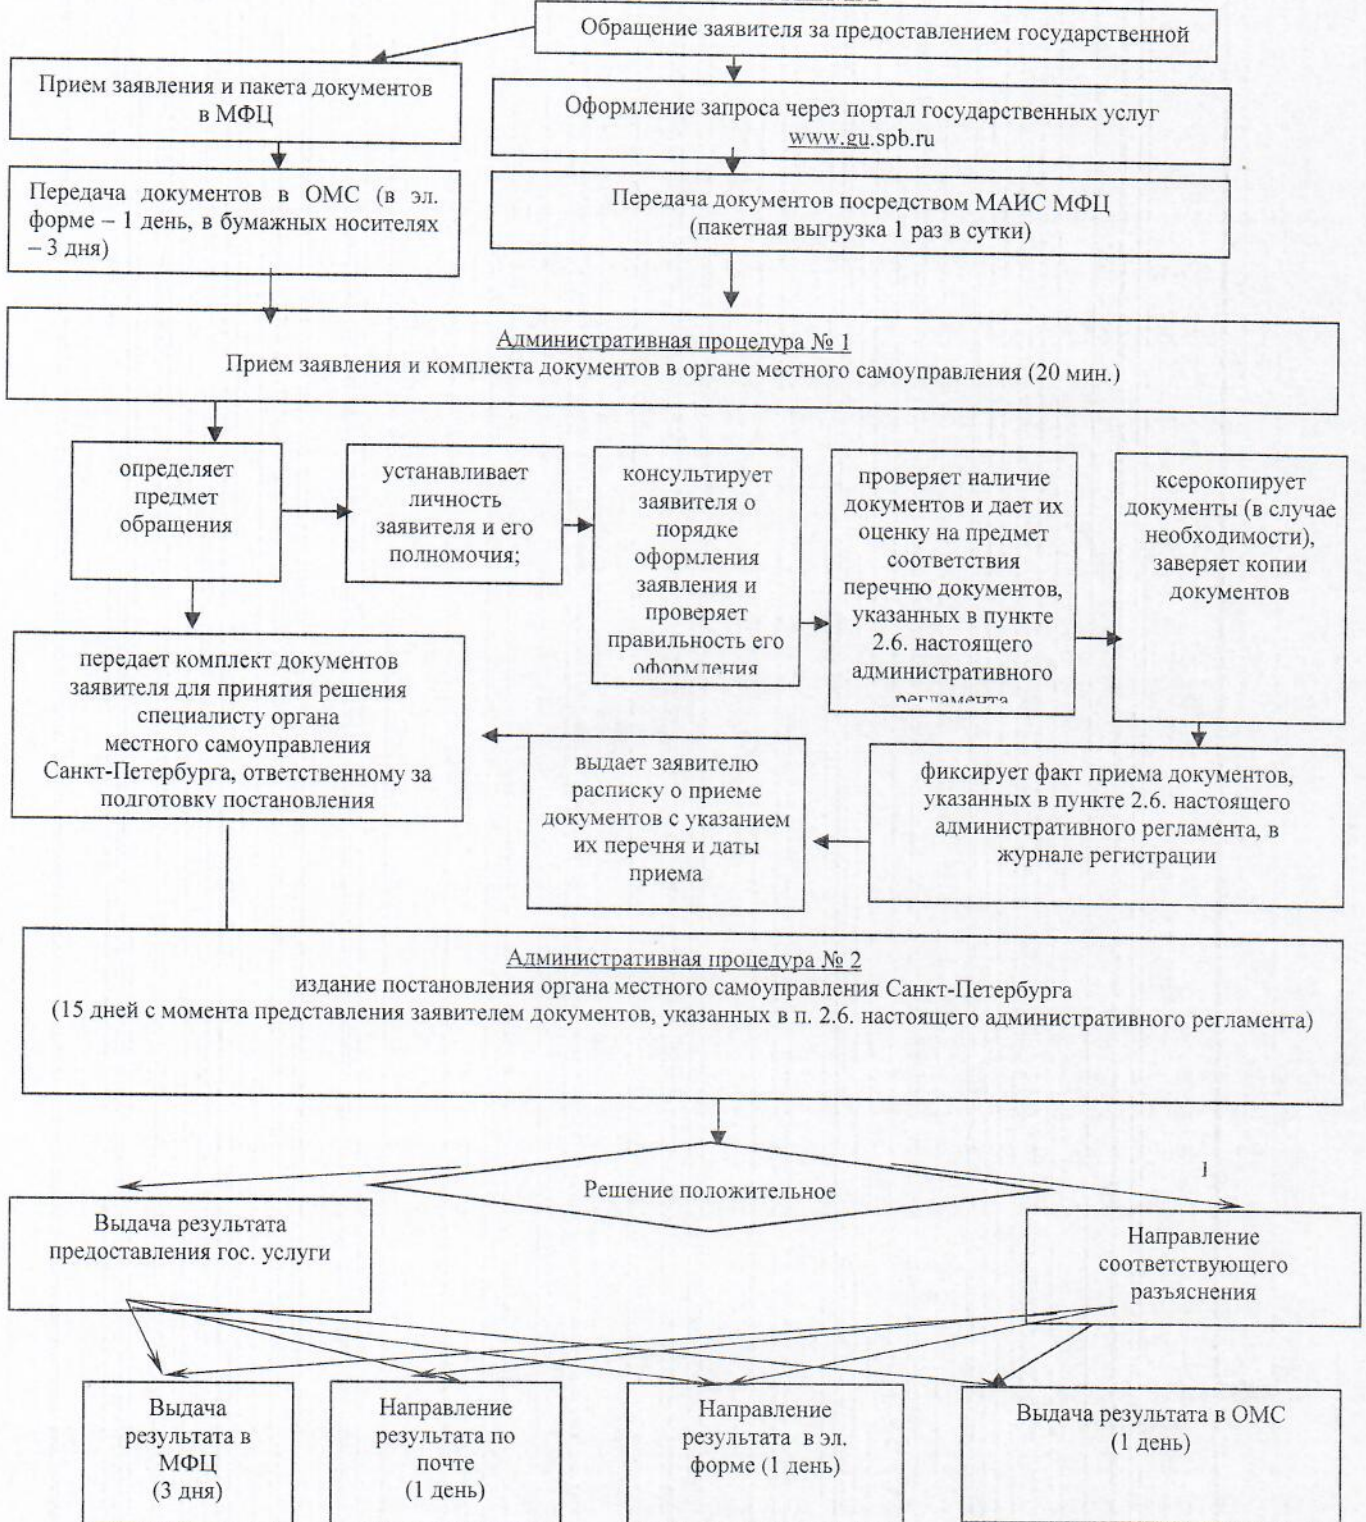 Обращение заявителя за предоставлением государственной
Прием заявления и пакета документов
в МФЦ
Оформление запроса через портал государственных услуг
www.gu.spb.ru
Передача документов в ОМС (в эл.
форме – 1 день, в бумажных носителях
– 3 дня)
Передача документов посредством МАИС МФЦ
(пакетная выгрузка 1 раз в сутки)
Административная процедура № 1
Прием заявления и комплекта документов в органе местного самоуправления (20 мин.)
определяет
предмет
обращения
устанавливает
личность
заявителя и его
полномочия;
консультирует
заявителя о
порядке
оформления
заявления и
проверяет
правильность его
оформления
проверяет наличие
документов и дает их
оценку на предмет
соответствия
перечню документов,
указанных в пункте
2.6. настоящего
административного
регламента
ксерокопирует
документы (в случае
необходимости),
заверяет копии
документов
передает комплект документов
заявителя для принятия решения
специалисту органа
местного самоуправления
Санкт-Петербурга, ответственному за
подготовку постановления
выдает заявителю
расписку о приеме
документов с указанием
их перечня и даты
приема
фиксирует факт приема документов,
указанных в пункте 2.6. настоящего
административного регламента, в
журнале регистрации
Административная процедура № 2
издание постановления органа местного самоуправления Санкт-Петербурга
(15 дней с момента представления заявителем документов, указанных в п. 2.6. настоящего административного регламента)
Решение положительное
Выдача результата
предоставления гос. услуги
Направление
соответствующего
разъяснения
Выдача
результата в
МФЦ
(3 дня)
Направление
результата по
почте
(1 день)
Направление
результата в эл.
форме (1 день)
Выдача результата в ОМС
(1 день)